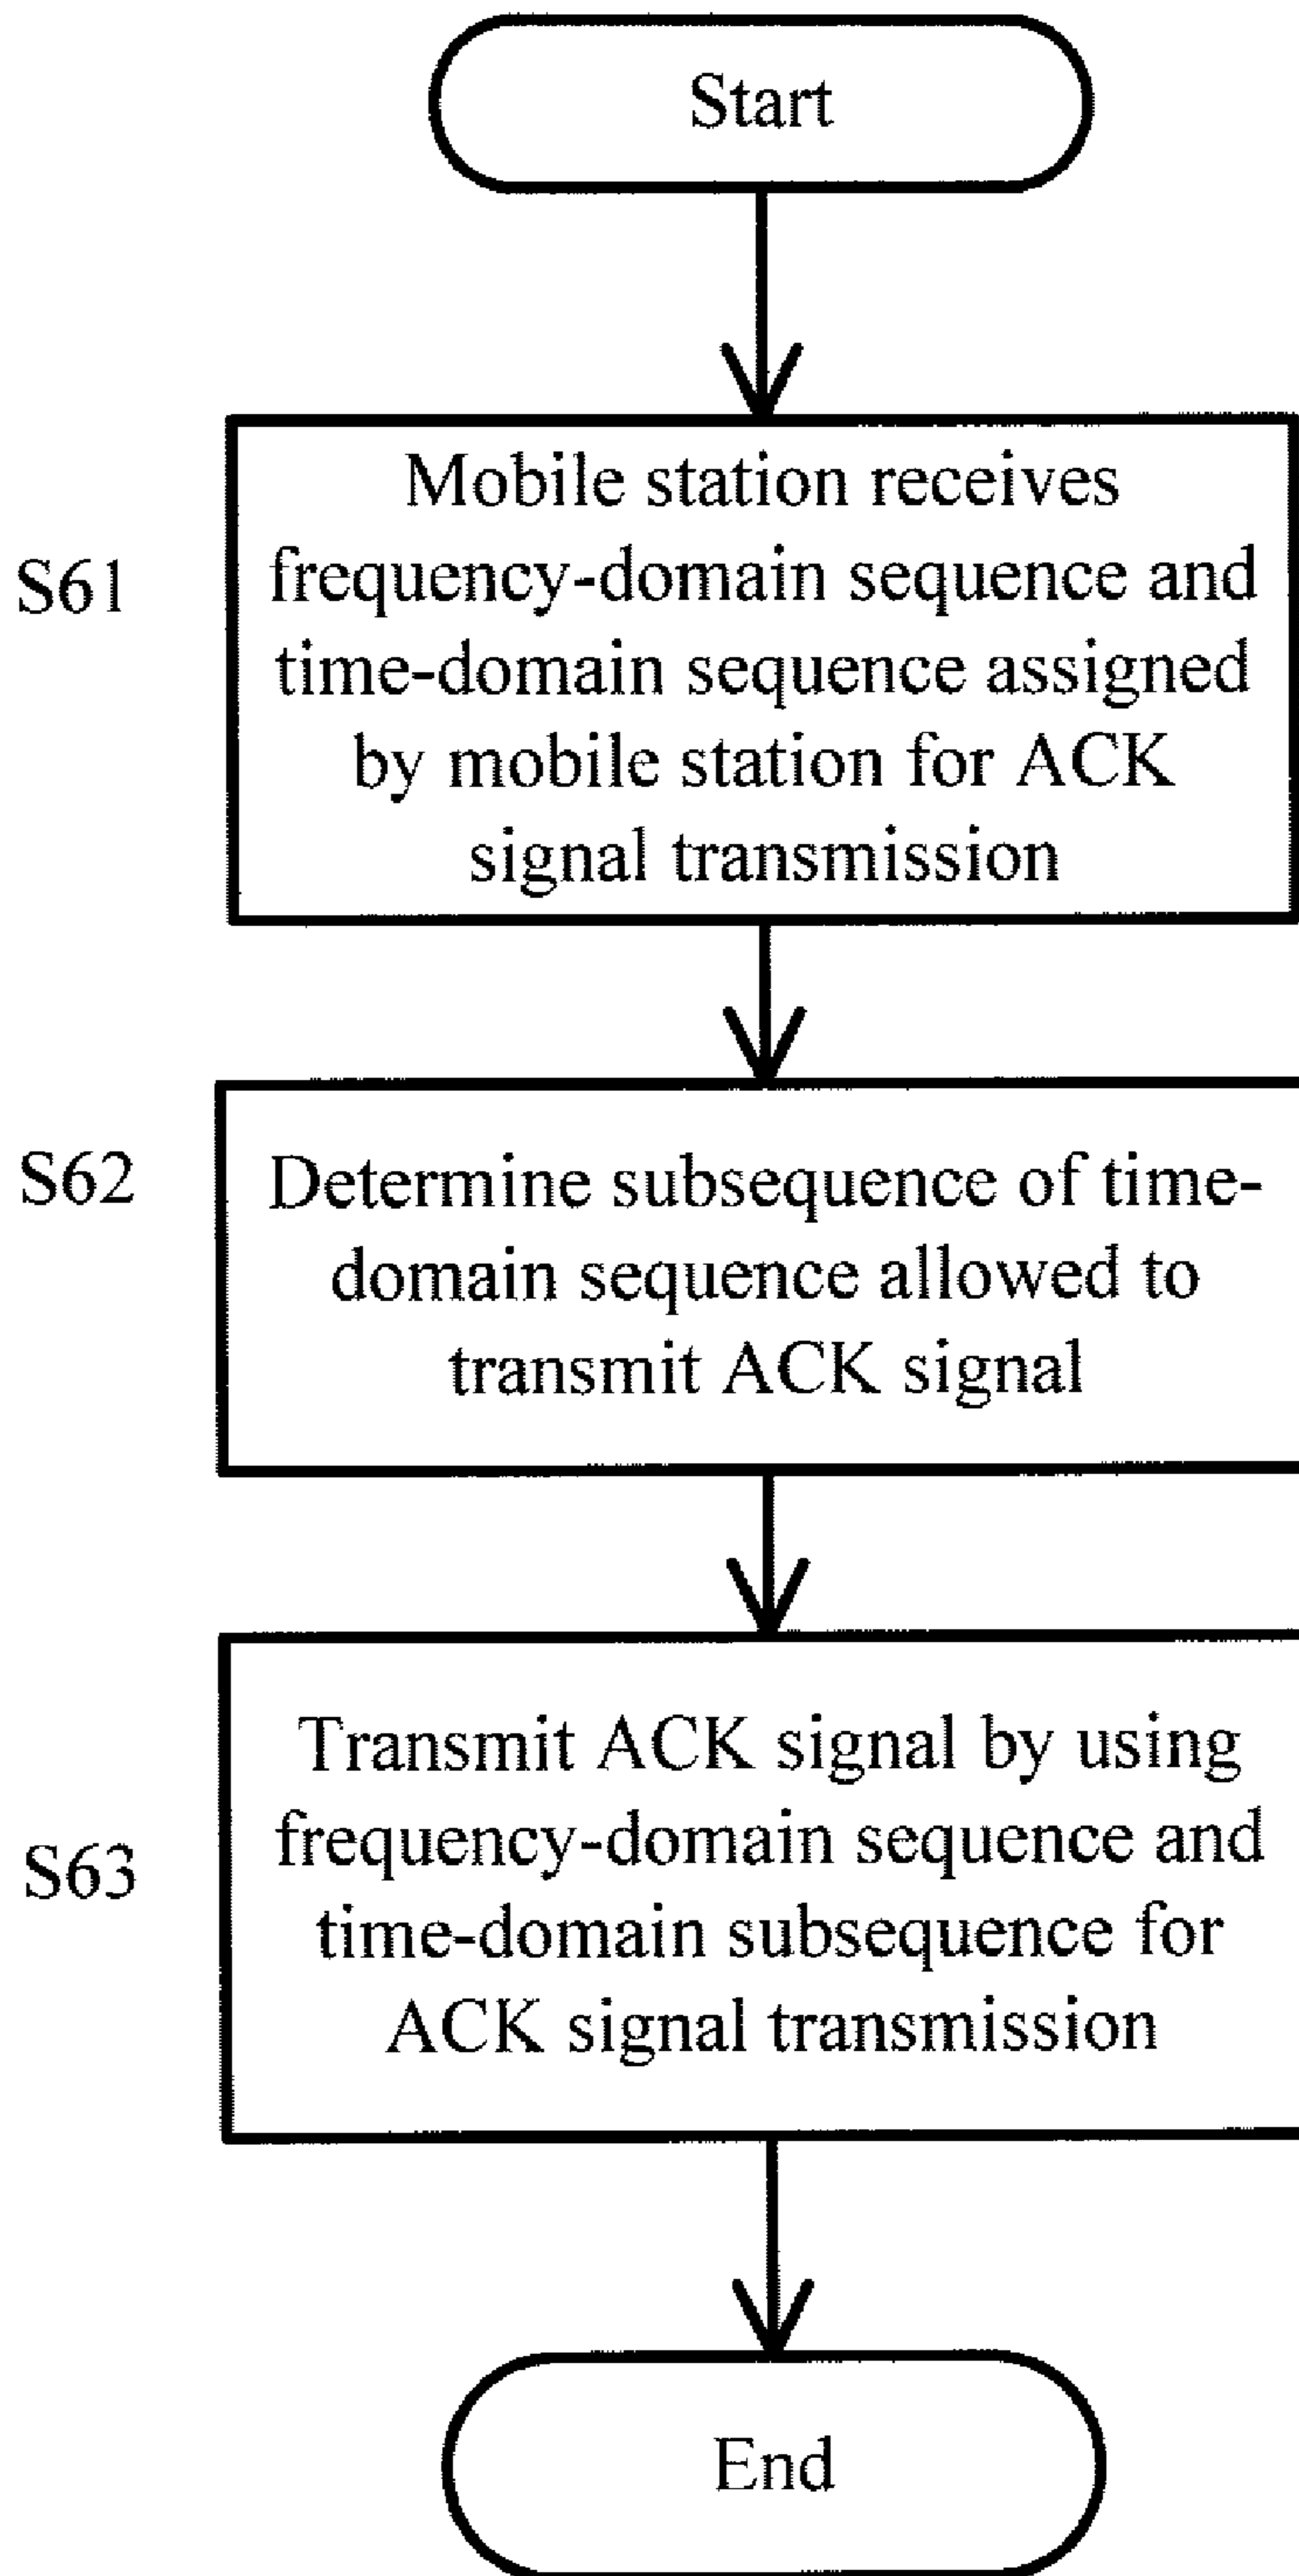 Start
S61
Mobile station receives
frequency-domain sequence and
time-domain sequence assigned
by mobile station for ACK
signal transmission
S62
Determine subsequence of time-
domain sequence allowed to
transmit ACK signal
S63
Transmit ACK signal by using
frequency-domain sequence and
time-domain subsequence for
ACK signal transmission
End